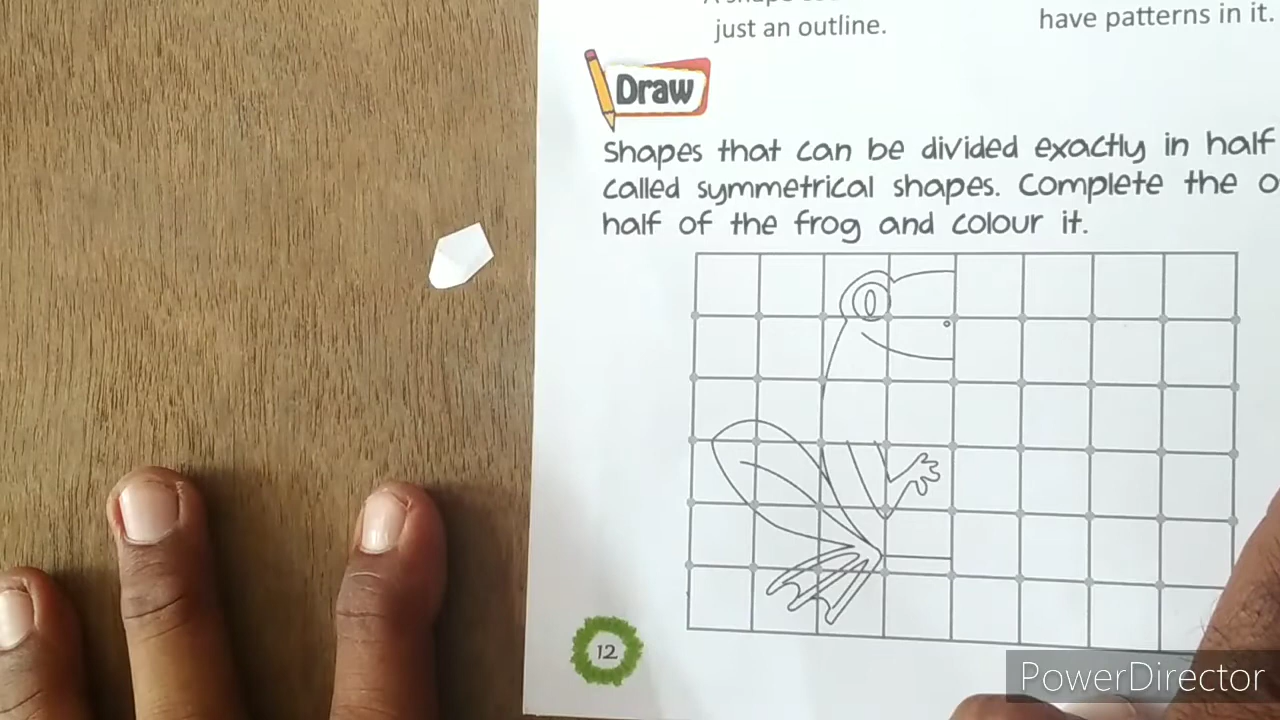 just an outline.
have patterns in it.
Draw
Shapes that can be divided exactly in half
called symmetrical shapes. Complete the
half of the frog and colour it.
12
PowerDirector